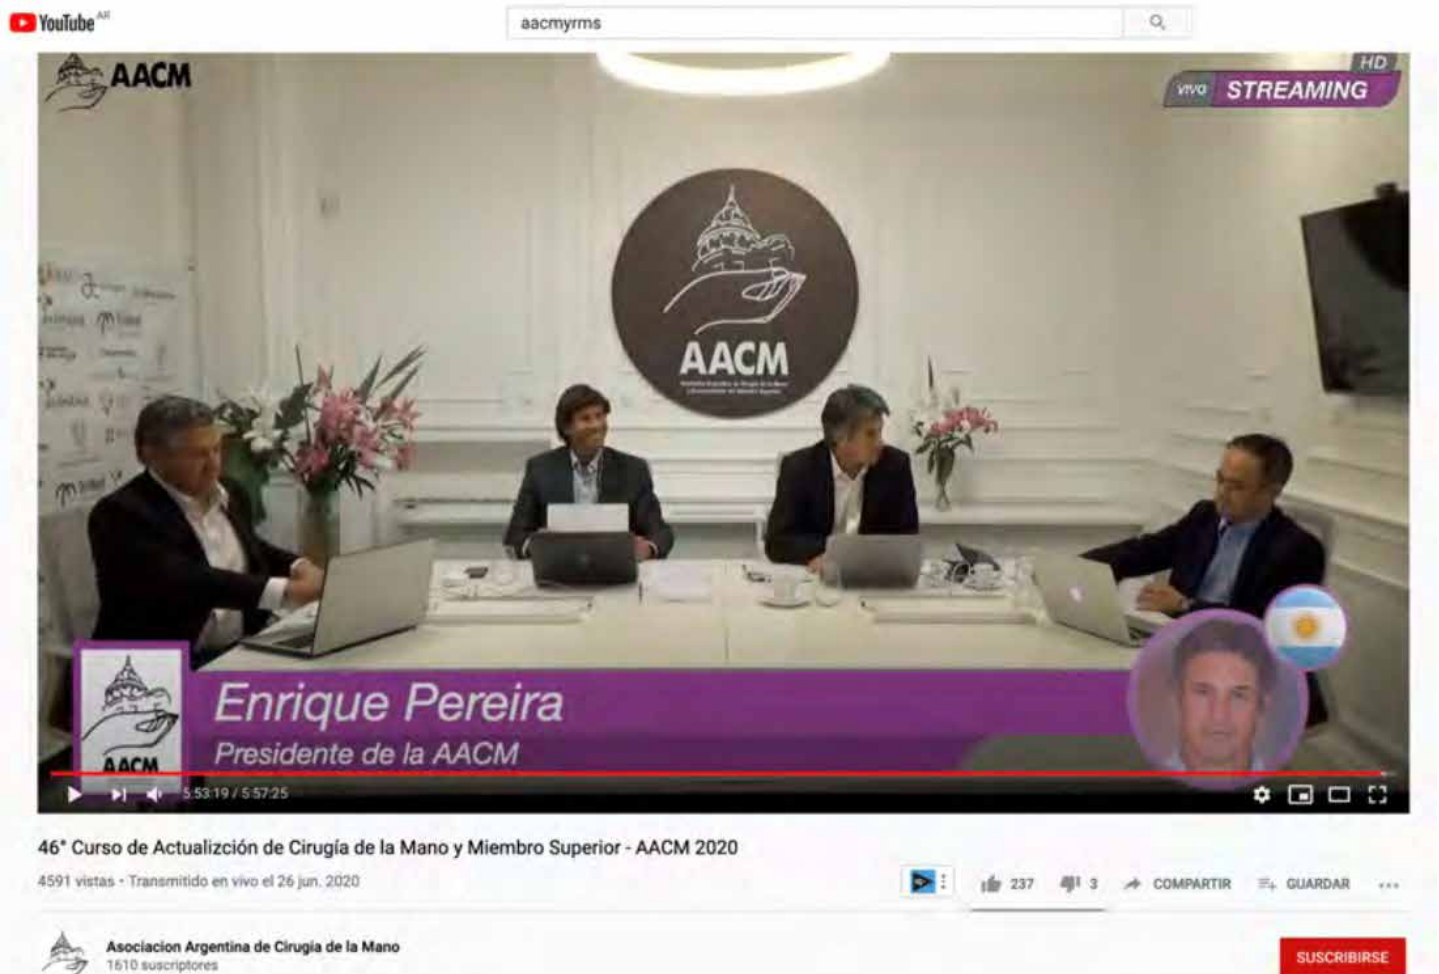 YouTube AR
aacmyrms
AACM
HD
VIVO STREAMING
AACM
Enrique Pereira
Presidente de la AACM
AACM
5:53:19 / 5:57:25
46° Curso de Actualizción de Cirugía de la Mano y Miembro Superior - AACM 2020
4591 vistas • Transmitido en vivo el 26 jun. 2020
237
3
COMPARTIR
GUARDAR
Asociacion Argentina de Cirugia de la Mano
1610 suscriptores
SUSCRIBIRSE